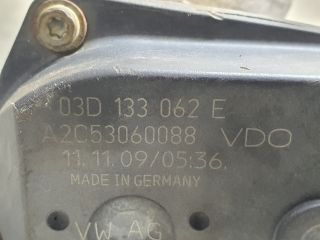 03D 133 062 E
A2C53060088 VDO
11.11.09/05:36.
MADE IN GERMANY
VW AG